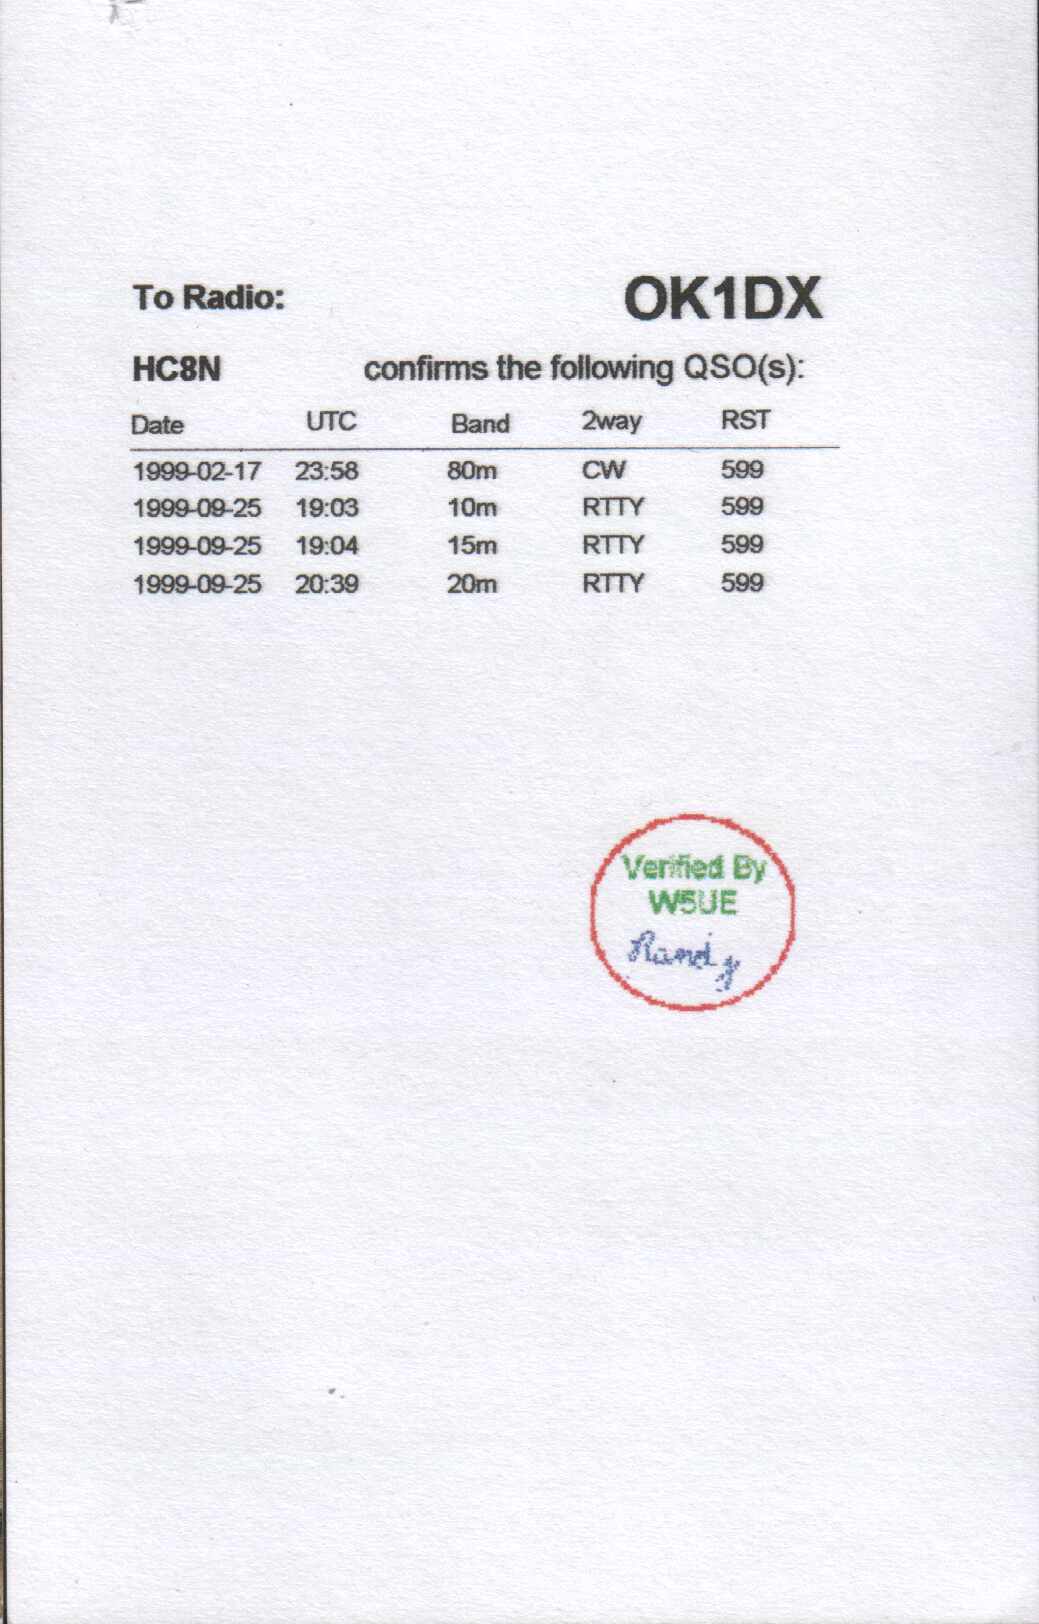 To Radio: OK1DX
HC8N confirms the following QSO(s):
Date UTC Band 2way RST
1999-02-17 23:58 80m CW 599
1999-09-25 19:03 10m RTTY 599
1999-09-25 19:04 15m RTTY 599
1999-09-25 20:39 20m RTTY 599
Verified By
W5UE
Randy